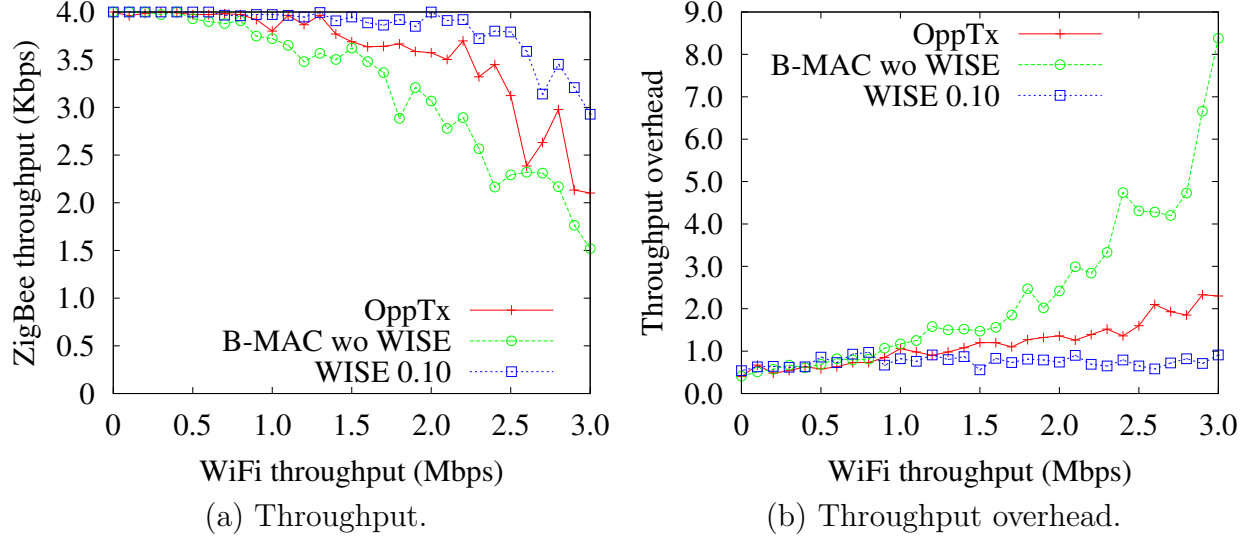 ZigBee throughput (Kbps)
4.0
3.5
3.0
2.5
2.0
1.5
1.0
0.5
0
OppTx
B-MAC wo WISE
WISE 0.10
0 0.5 1.0 1.5 2.0 2.5 3.0
WiFi throughput (Mbps)
(a) Throughput.
Throughput overhead
9.0
8.0
7.0
6.0
5.0
4.0
3.0
2.0
1.0
0.0
OppTx
B-MAC wo WISE
WISE 0.10
0 0.5 1.0 1.5 2.0 2.5 3.0
WiFi throughput (Mbps)
(b) Throughput overhead.